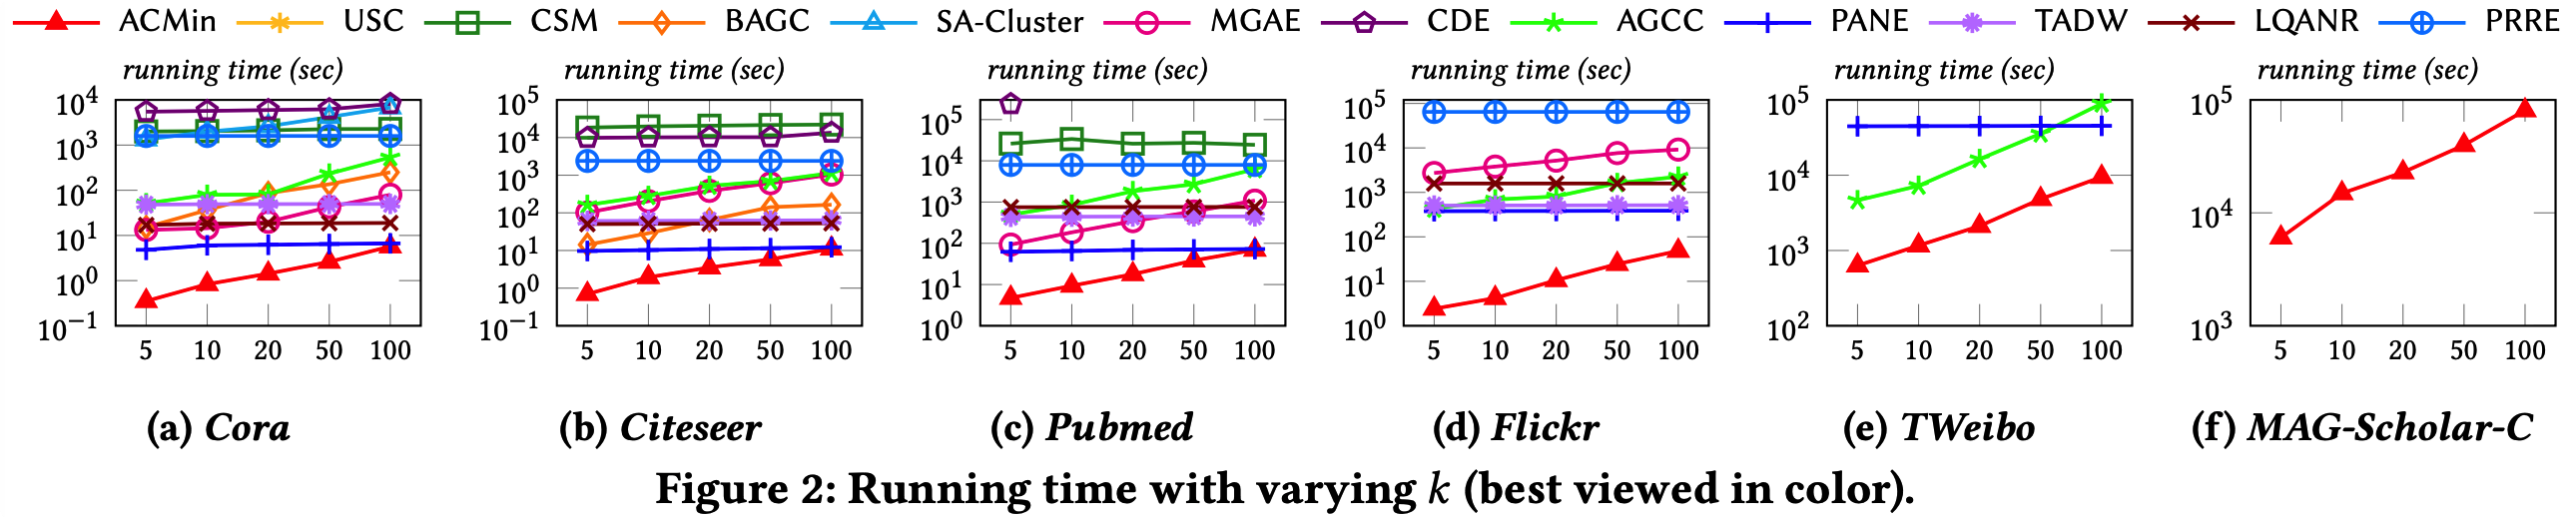 ACMin USC CSM BAGC SA-Cluster MGAE CDE AGCC PANE TADW LQANR PRRE
running time (sec) running time (sec) running time (sec) running time (sec) running time (sec) running time (sec)
10^4 10^3 10^2 10^1 10^0 10^−1
5 10 20 50 100
10^5 10^4 10^3 10^2 10^1 10^0 10^−1
5 10 20 50 100
10^5 10^4 10^3 10^2 10^1 10^0
5 10 20 50 100
10^5 10^4 10^3 10^2 10^1 10^0
5 10 20 50 100
10^5 10^4 10^3 10^2
5 10 20 50 100
10^5 10^4 10^3
5 10 20 50 100
(a) Cora (b) Citeseer (c) Pubmed (d) Flickr (e) TWeibo (f) MAG-Scholar-C
Figure 2: Running time with varying k (best viewed in color).